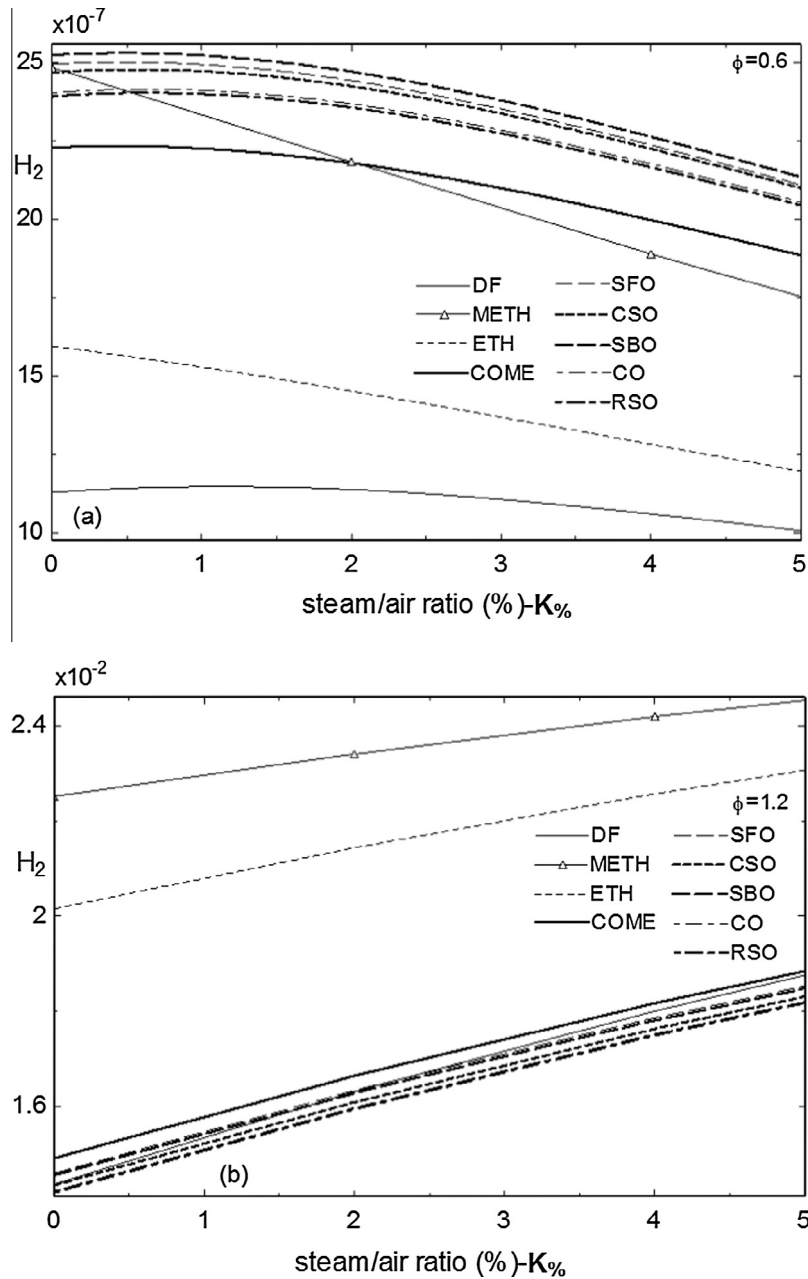 x10-7
25
ϕ=0.6
H2
20
DF
SFO
METH
CSO
ETH
SBO
15
COME
CO
RSO
10
(a)
0 1 2 3 4 5
steam/air ratio (%)-K%
x10-2
2.4
ϕ=1.2
DF
SFO
H2
METH
CSO
2
ETH
SBO
COME
CO
RSO
1.6
(b)
0 1 2 3 4 5
steam/air ratio (%)-K%